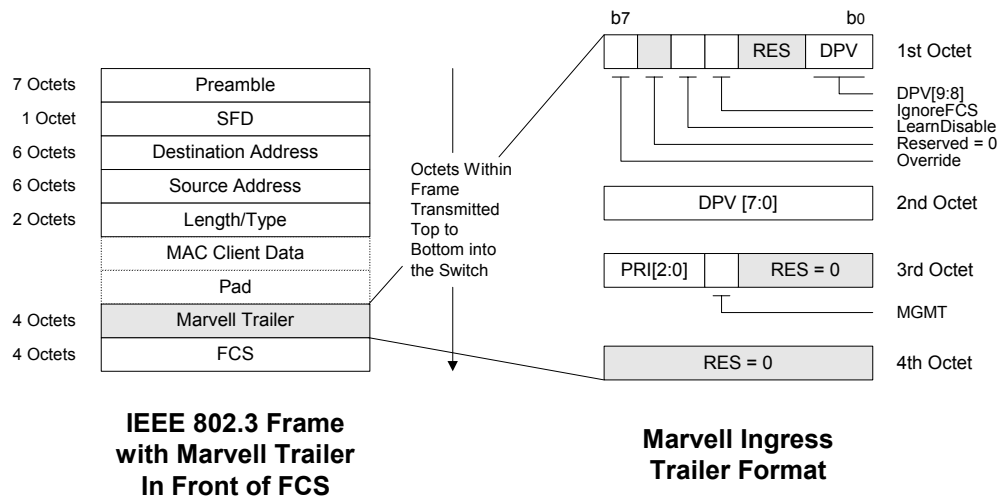 7 Octets
Preamble
1 Octet
SFD
6 Octets
Destination Address
6 Octets
Source Address
2 Octets
Length/Type
MAC Client Data
Pad
4 Octets
Marvell Trailer
4 Octets
FCS
Octets Within
Frame
Transmitted
Top to
Bottom into
the Switch
IEEE 802.3 Frame
with Marvell Trailer
In Front of FCS
b7
b0
RES
DPV
1st Octet
DPV[9:8]
IgnoreFCS
LearnDisable
Reserved = 0
Override
DPV [7:0]
2nd Octet
PRI[2:0]
RES = 0
3rd Octet
MGMT
RES = 0
4th Octet
Marvell Ingress
Trailer Format